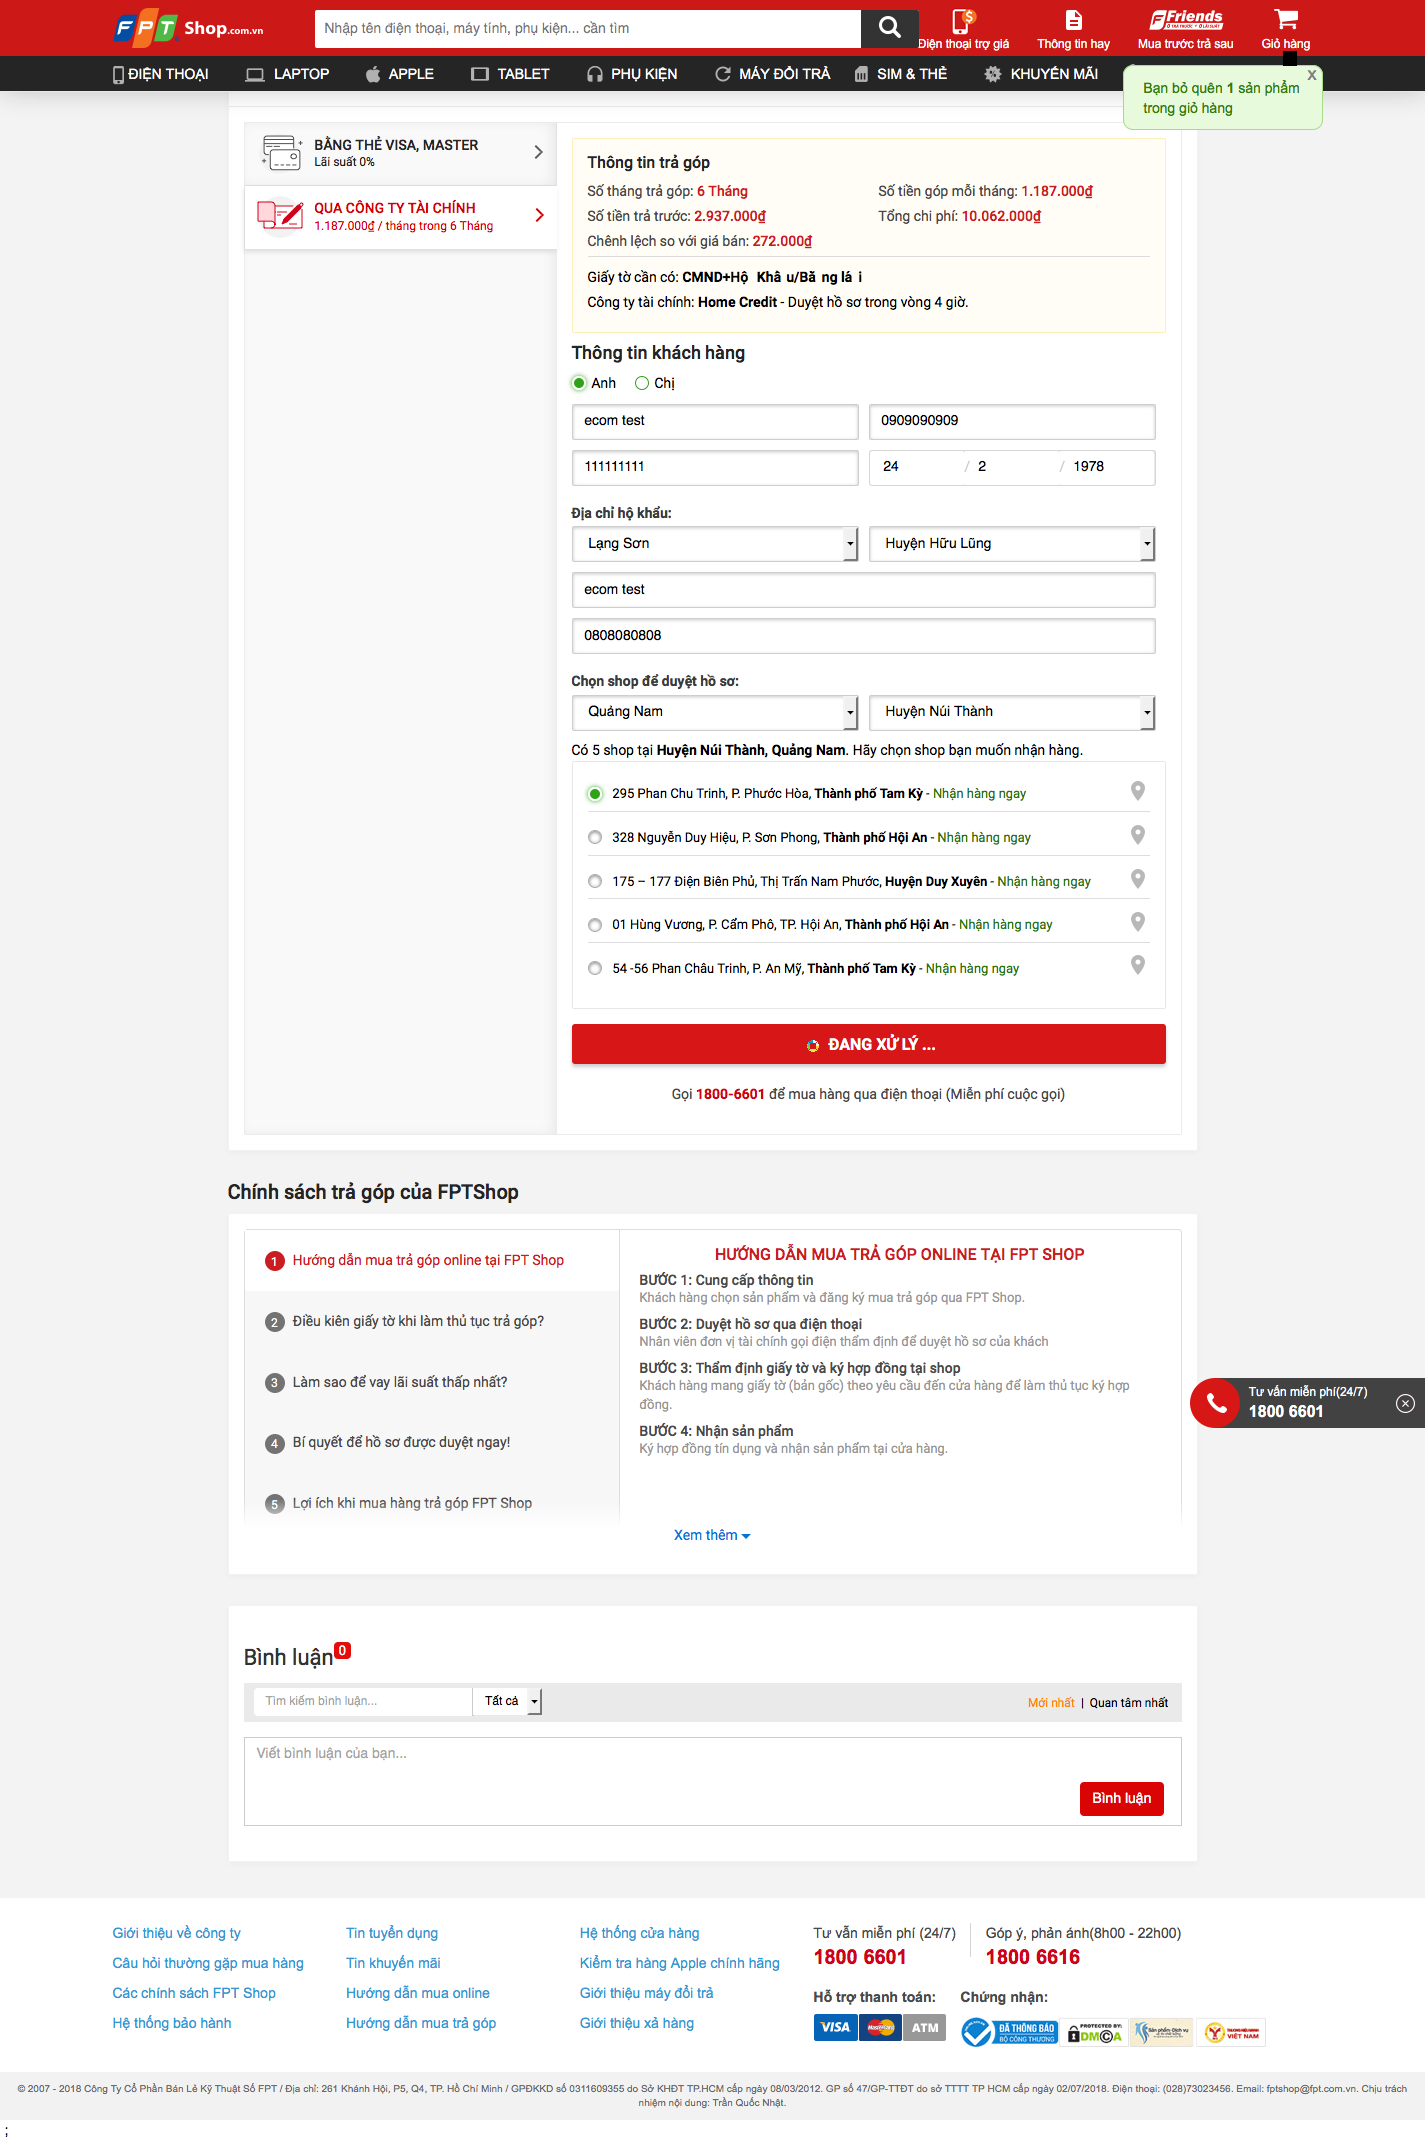 FPT Shop.com.vn
Nhập tên điện thoại, máy tính, phụ kiện... cần tìm
Điện thoại trợ giá
Thông tin hay
Friends
Mua trước trả sau
Giỏ hàng
ĐIỆN THOẠI
LAPTOP
APPLE
TABLET
PHỤ KIỆN
MÁY ĐỔI TRẢ
SIM & THẺ
KHUYẾN MÃI
X
Bạn bỏ quên 1 sản phẩm
trong giỏ hàng
BẰNG THẺ VISA, MASTER
Lãi suất 0%
QUA CÔNG TY TÀI CHÍNH
1.187.000₫ / tháng trong 6 Tháng
Thông tin trả góp
Số tháng trả góp: 6 Tháng
Số tiền góp mỗi tháng: 1.187.000₫
Số tiền trả trước: 2.937.000₫
Tổng chi phí: 10.062.000₫
Chênh lệch so với giá bán: 272.000₫
Giấy tờ cần có: CMND+Hộ Khẩu/Bằng lái
Công ty tài chính: Home Credit - Duyệt hồ sơ trong vòng 4 giờ.
Thông tin khách hàng
Anh
Chị
ecom test
0909090909
111111111
24 / 2 / 1978
Địa chỉ hộ khẩu:
Lạng Sơn
Huyện Hữu Lũng
ecom test
0808080808
Chọn shop để duyệt hồ sơ:
Quảng Nam
Huyện Núi Thành
Có 5 shop tại Huyện Núi Thành, Quảng Nam. Hãy chọn shop bạn muốn nhận hàng.
295 Phan Chu Trinh, P. Phước Hòa, Thành phố Tam Kỳ - Nhận hàng ngay
328 Nguyễn Duy Hiệu, P. Sơn Phong, Thành phố Hội An - Nhận hàng ngay
175 – 177 Điện Biên Phủ, Thị Trấn Nam Phước, Huyện Duy Xuyên - Nhận hàng ngay
01 Hùng Vương, P. Cẩm Phô, TP. Hội An, Thành phố Hội An - Nhận hàng ngay
54 -56 Phan Châu Trinh, P. An Mỹ, Thành phố Tam Kỳ - Nhận hàng ngay
ĐANG XỬ LÝ ...
Gọi 1800-6601 để mua hàng qua điện thoại (Miễn phí cuộc gọi)
Chính sách trả góp của FPTShop
1 Hướng dẫn mua trả góp online tại FPT Shop
2 Điều kiên giấy tờ khi làm thủ tục trả góp?
3 Làm sao để vay lãi suất thấp nhất?
4 Bí quyết để hồ sơ được duyệt ngay!
5 Lợi ích khi mua hàng trả góp FPT Shop
HƯỚNG DẪN MUA TRẢ GÓP ONLINE TẠI FPT SHOP
BƯỚC 1: Cung cấp thông tin
Khách hàng chọn sản phẩm và đăng ký mua trả góp qua FPT Shop.
BƯỚC 2: Duyệt hồ sơ qua điện thoại
Nhân viên đơn vị tài chính gọi điện thẩm định để duyệt hồ sơ của khách
BƯỚC 3: Thẩm định giấy tờ và ký hợp đồng tại shop
Khách hàng mang giấy tờ (bản gốc) theo yêu cầu đến cửa hàng để làm thủ tục ký hợp
đồng.
BƯỚC 4: Nhận sản phẩm
Ký hợp đồng tín dụng và nhận sản phẩm tại cửa hàng.
Xem thêm
Tư vấn miễn phí(24/7)
1800 6601
Bình luận 0
Tìm kiếm bình luận...
Tất cả
Mới nhất | Quan tâm nhất
Viết bình luận của bạn...
Bình luận
Giới thiệu về công ty
Câu hỏi thường gặp mua hàng
Các chính sách FPT Shop
Hệ thống bảo hành
Tin tuyển dụng
Tin khuyến mãi
Hướng dẫn mua online
Hướng dẫn mua trả góp
Hệ thống cửa hàng
Kiểm tra hàng Apple chính hãng
Giới thiệu máy đổi trả
Giới thiệu xả hàng
Tư vấn miễn phí (24/7)
1800 6601
Góp ý, phản ánh(8h00 - 22h00)
1800 6616
Hỗ trợ thanh toán:
VISA
MasterCard
ATM
Chứng nhận:
ĐÃ THÔNG BÁO
BỘ CÔNG THƯƠNG
PROTECTED BY:
DMCA
THƯƠNG HIỆU MẠNH
VIỆT NAM
© 2007 - 2018 Công Ty Cổ Phần Bán Lẻ Kỹ Thuật Số FPT / Địa chỉ: 261 Khánh Hội, P5, Q4, TP. Hồ Chí Minh / GPĐKKD số 0311609355 do Sở KHĐT TP.HCM cấp ngày 08/03/2012. GP số 47/GP-TTĐT do sở TTTT TP HCM cấp ngày 02/07/2018. Điện thoại: (028)73023456. Email: fptshop@fpt.com.vn. Chịu trách
nhiệm nội dung: Trần Quốc Nhật.
;